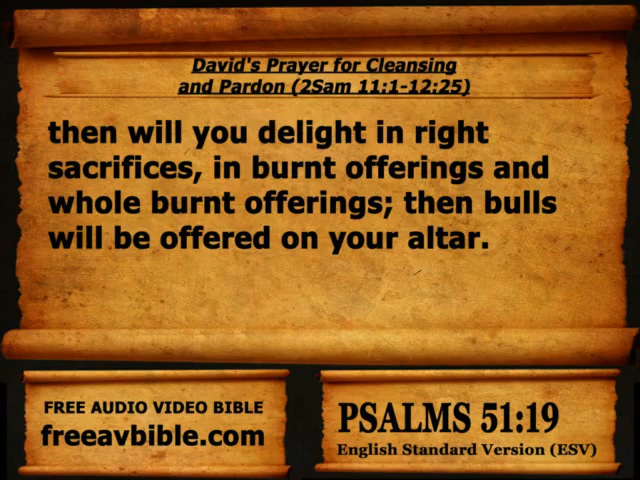 David's Prayer for Cleansing
and Pardon (2Sam 11:1-12:25)
then will you delight in right
sacrifices, in burnt offerings and
whole burnt offerings; then bulls
will be offered on your altar.
FREE AUDIO VIDEO BIBLE
freeavbible.com
PSALMS 51:19
English Standard Version (ESV)